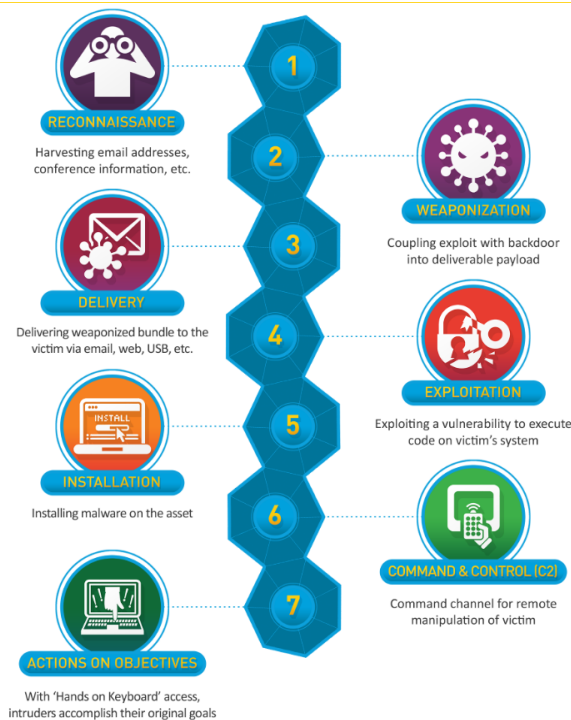 1
RECONNAISSANCE
Harvesting email addresses,
conference information, etc.
2
WEAPONIZATION
Coupling exploit with backdoor
into deliverable payload
3
DELIVERY
Delivering weaponized bundle to the
victim via email, web, USB, etc.
4
EXPLOITATION
Exploiting a vulnerability to execute
code on victim's system
5
INSTALL
INSTALLATION
Installing malware on the asset
6
COMMAND & CONTROL (C2)
Command channel for remote
manipulation of victim
7
ACTIONS ON OBJECTIVES
With 'Hands on Keyboard' access,
intruders accomplish their original goals